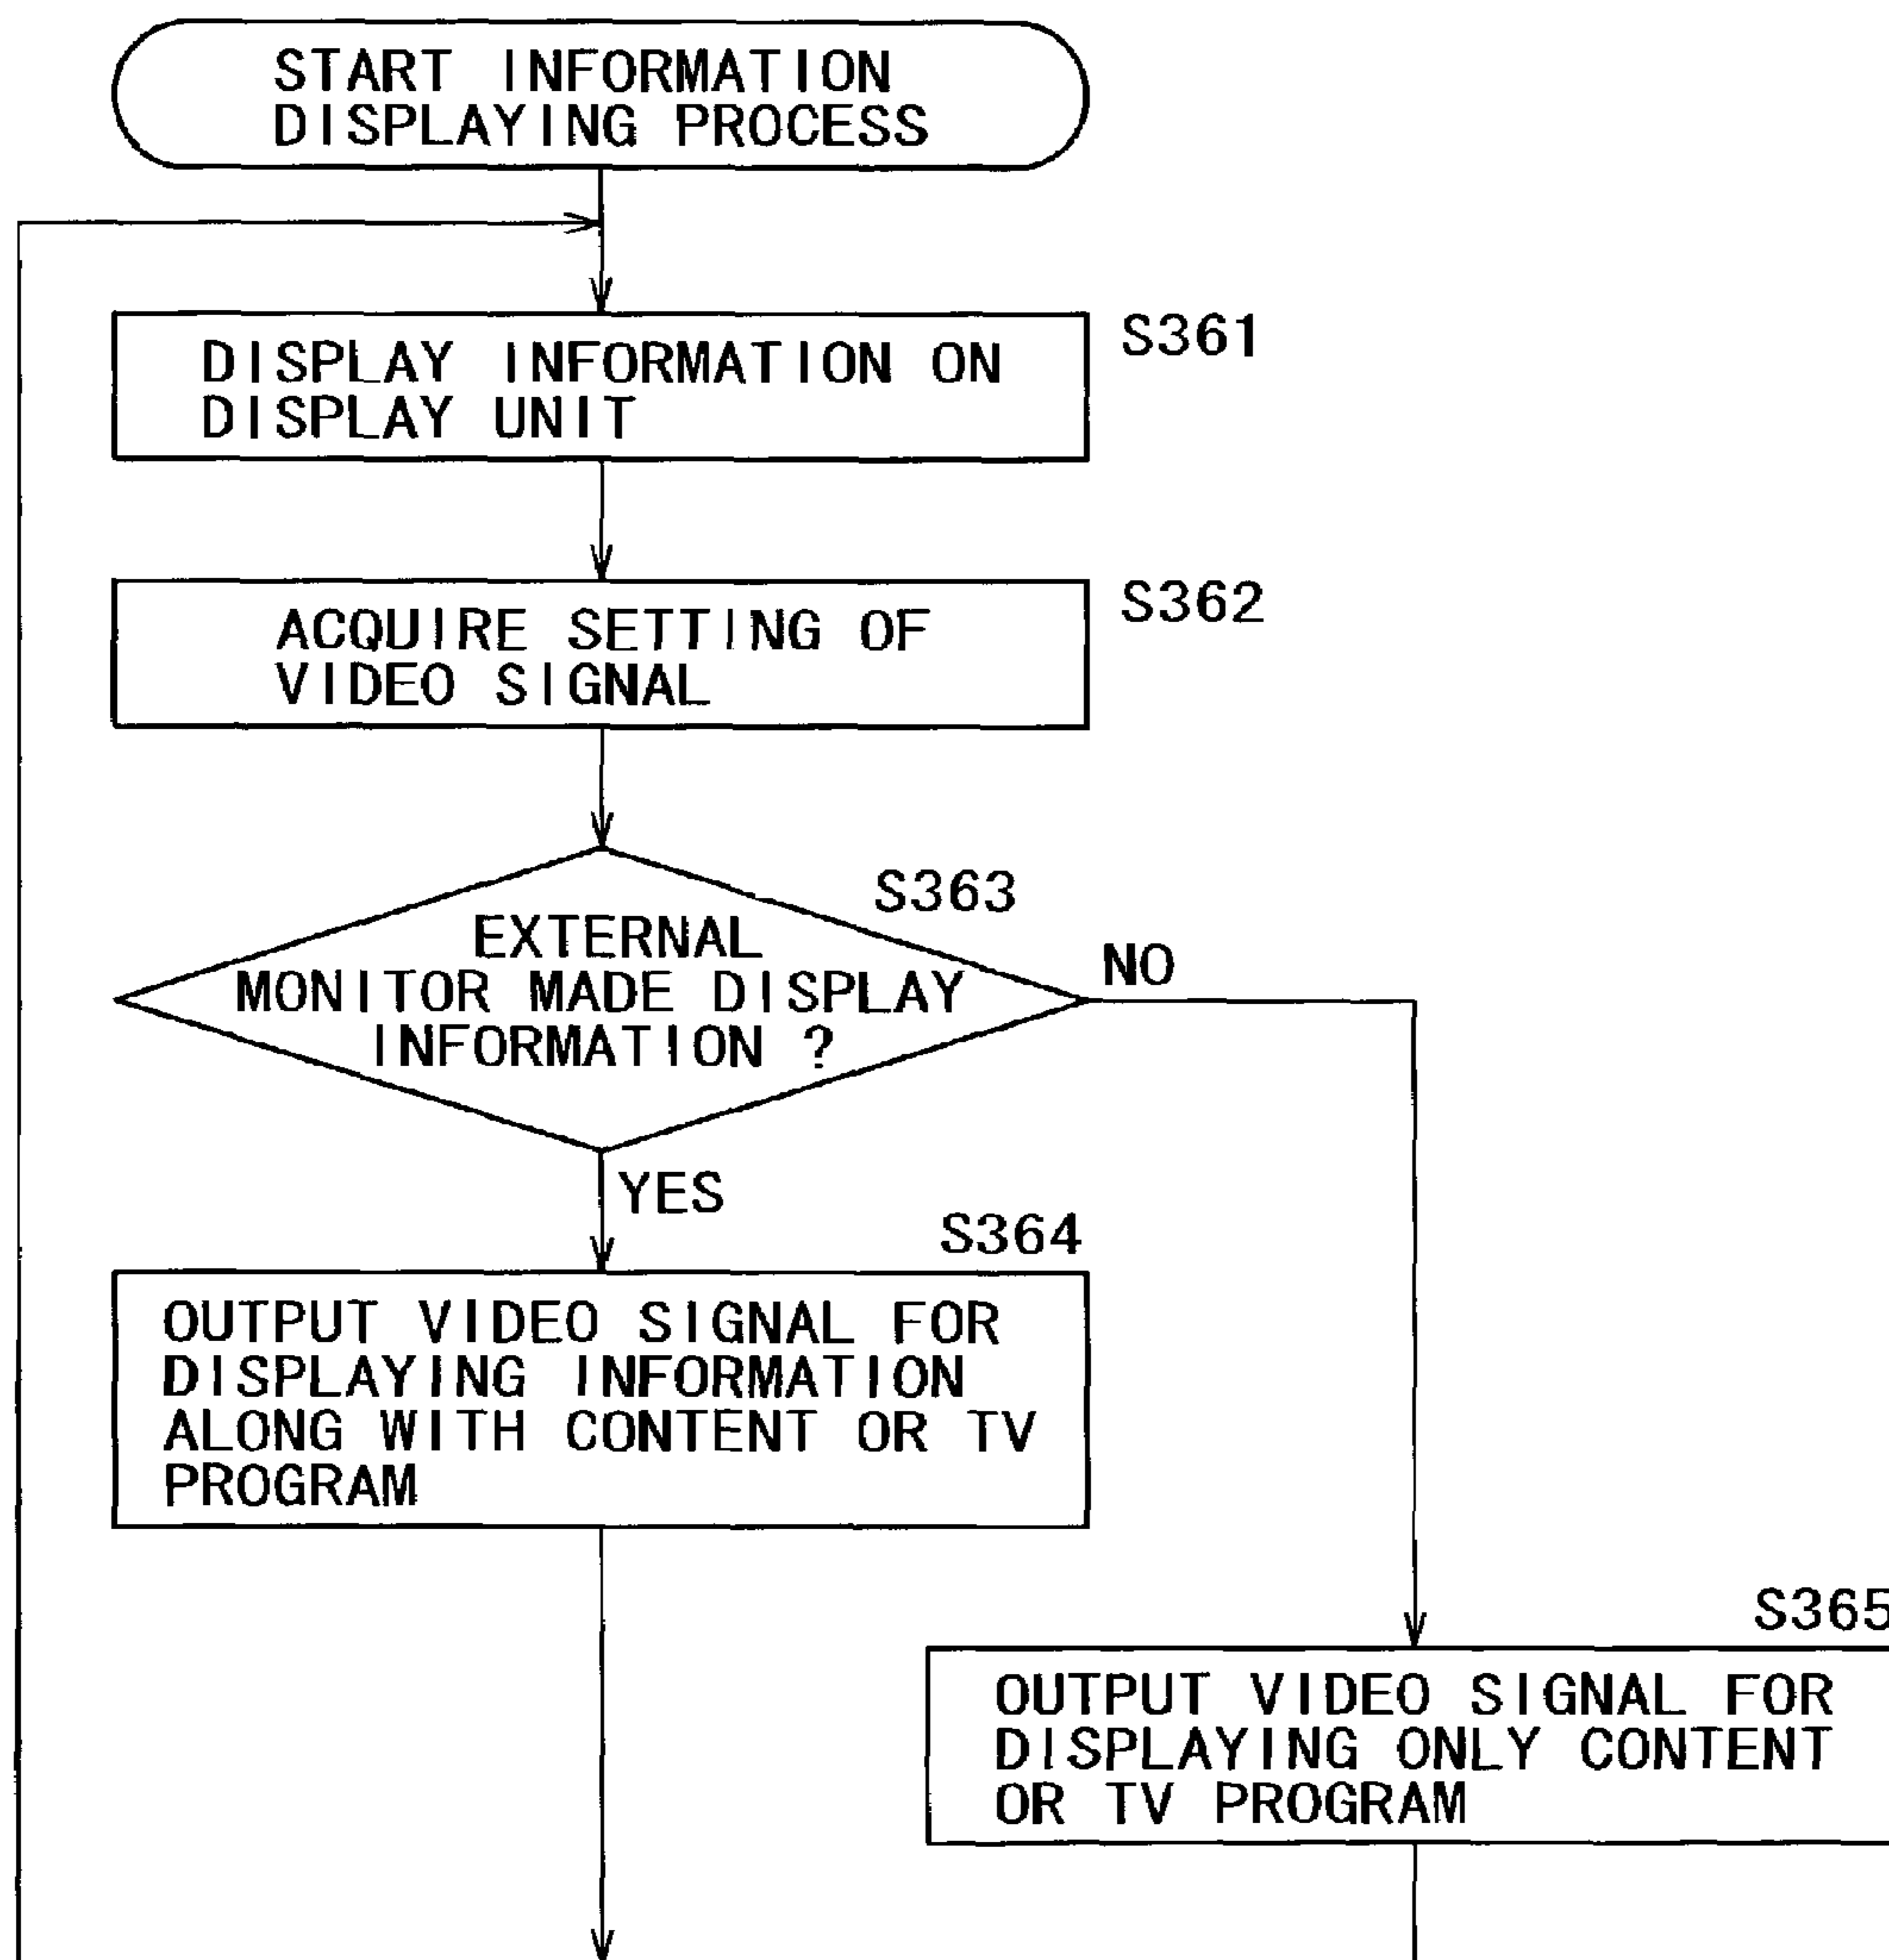 START INFORMATION
DISPLAYING PROCESS
S361
DISPLAY INFORMATION ON
DISPLAY UNIT
S362
ACQUIRE SETTING OF
VIDEO SIGNAL
S363
EXTERNAL
MONITOR MADE DISPLAY
INFORMATION ?
NO
YES
S364
OUTPUT VIDEO SIGNAL FOR
DISPLAYING INFORMATION
ALONG WITH CONTENT OR TV
PROGRAM
S365
OUTPUT VIDEO SIGNAL FOR
DISPLAYING ONLY CONTENT
OR TV PROGRAM